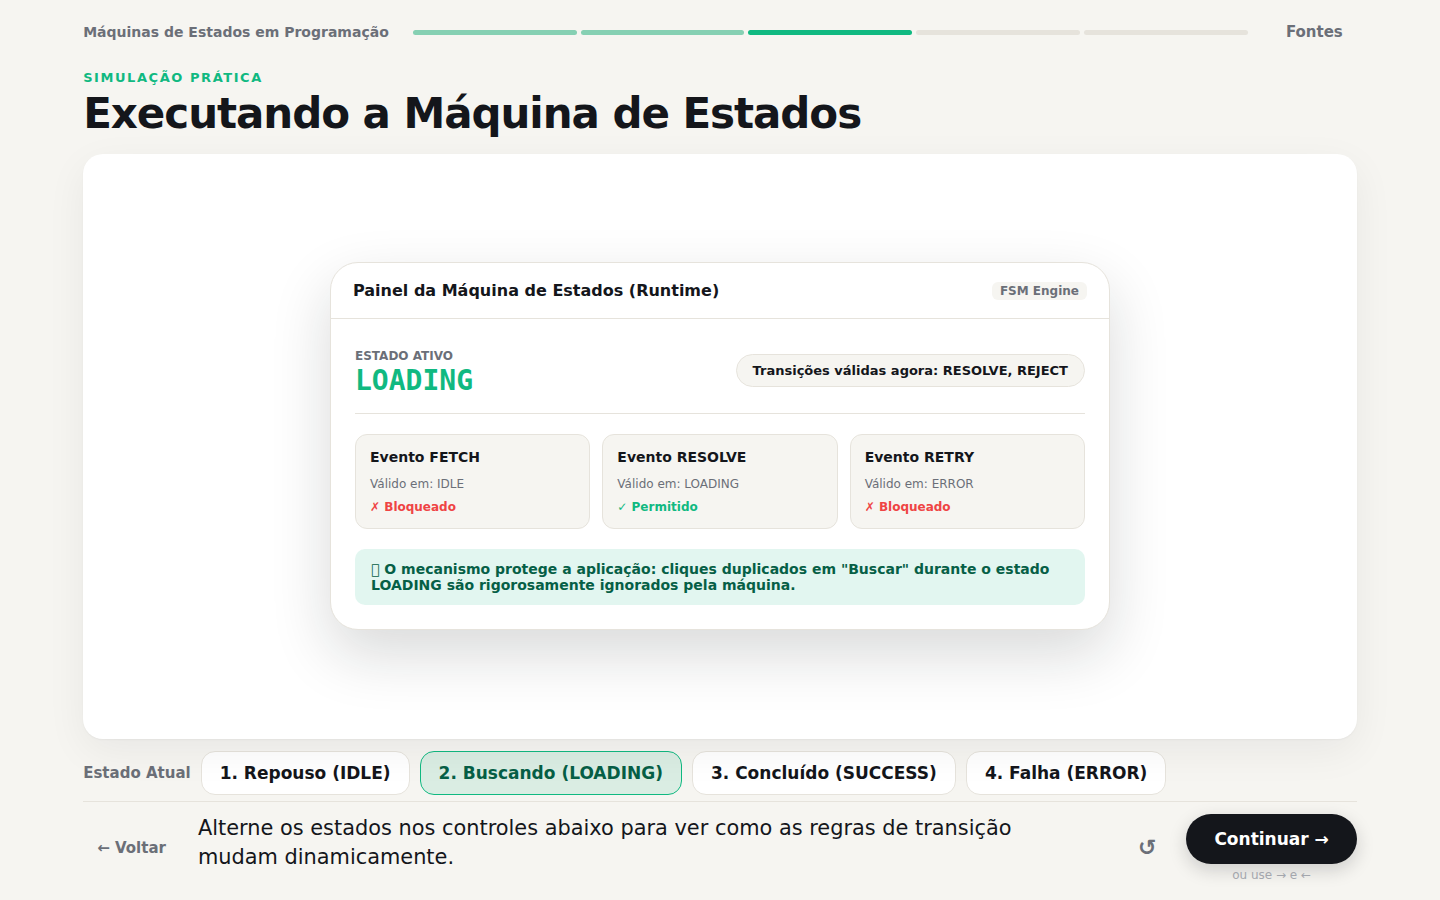 Máquinas de Estados em Programação
Fontes
SIMULAÇÃO PRÁTICA
Executando a Máquina de Estados
Painel da Máquina de Estados (Runtime)
FSM Engine
ESTADO ATIVO
LOADING
Transições válidas agora: RESOLVE, REJECT
Evento FETCH
Válido em: IDLE
✗ Bloqueado
Evento RESOLVE
Válido em: LOADING
✓ Permitido
Evento RETRY
Válido em: ERROR
✗ Bloqueado
O mecanismo protege a aplicação: cliques duplicados em "Buscar" durante o estado
LOADING são rigorosamente ignorados pela máquina.
Estado Atual
1. Repouso (IDLE)
2. Buscando (LOADING)
3. Concluído (SUCCESS)
4. Falha (ERROR)
← Voltar
Alterne os estados nos controles abaixo para ver como as regras de transição
mudam dinamicamente.
↺
Continuar →
ou use → e ←